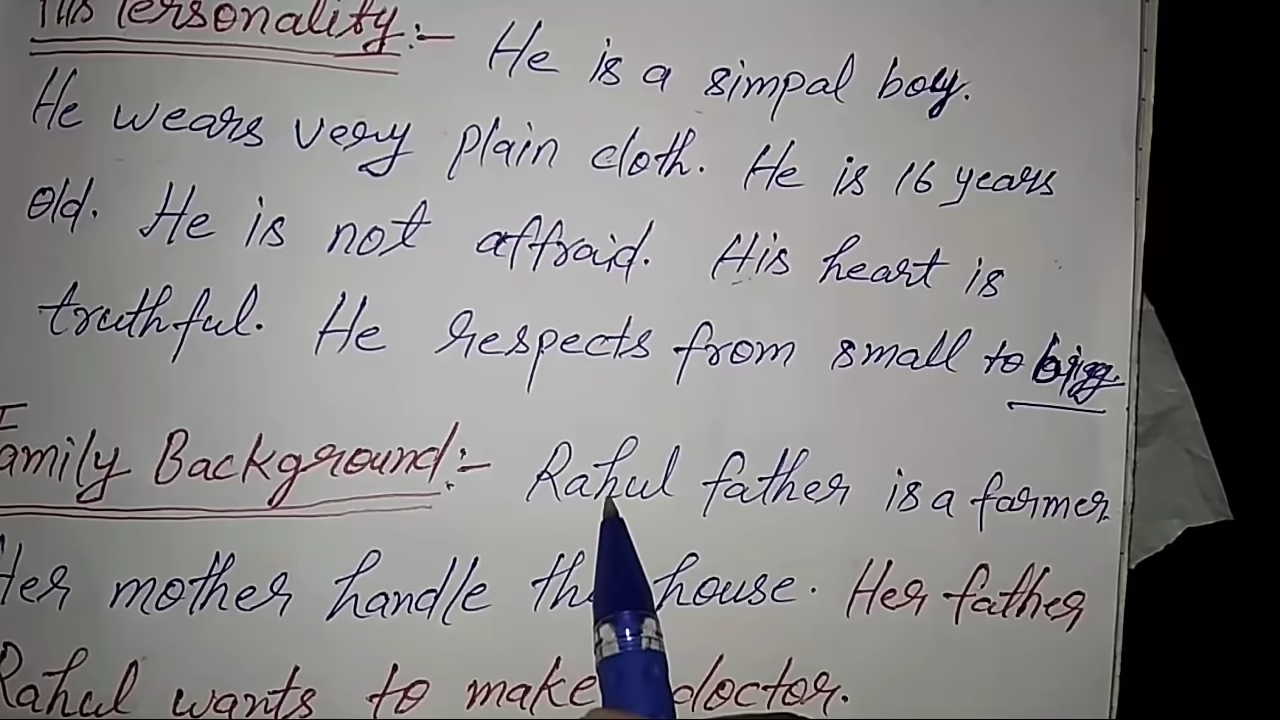 His Personality:- He is a simpal boy.
He wears very plain cloth. He is 16 years
old. He is not affraid. His heart is
truthful. He respects from small to bigg.
Family Background:- Rahul father is a farmer.
Her mother handle the house. Her father
Rahul wants to make doctor.